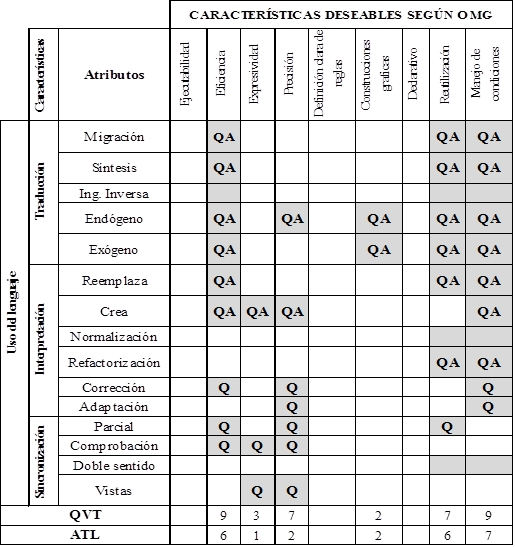 CARACTERÍSTICAS DESEABLES SEGÚN OMG
Características
Atributos
Ejecutabilidad
Eficiencia
Expresividad
Precisión
Definición clara de reglas
Construcciones graficas
Declarativo
Reutilización
Manejo de condiciones
Uso del lenguaje
Traducción
Migración QA QA QA
Síntesis QA QA QA
Ing. Inversa
Endógeno QA QA QA QA QA
Exógeno QA QA QA QA
Interpretación
Reemplaza QA QA QA
Crea QA QA QA QA
Normalización
Refactorización QA QA
Corrección Q Q Q
Adaptación Q Q
Sincronización
Parcial Q Q Q
Comprobación Q Q Q
Doble sentido
Vistas Q Q
QVT 9 3 7 2 7 9
ATL 6 1 2 2 6 7